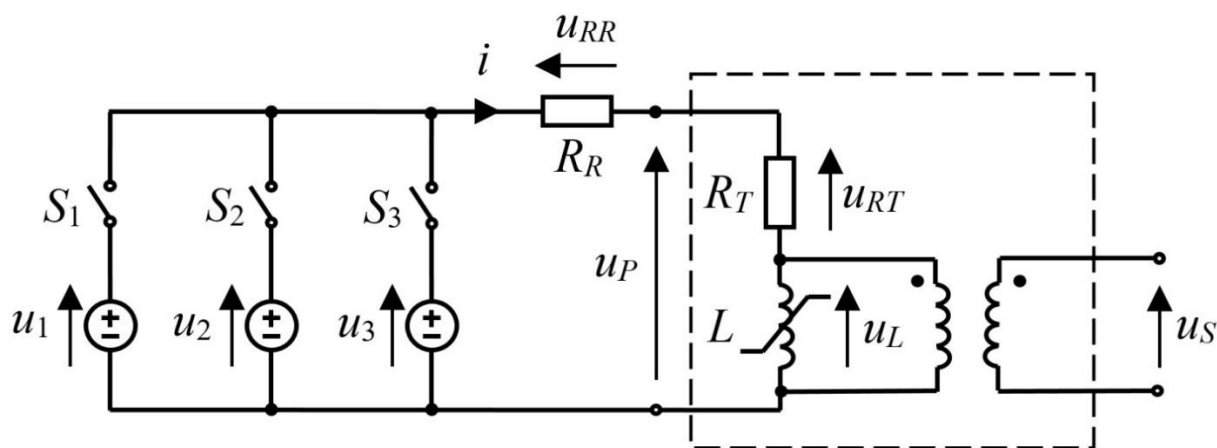 u_RR
i
R_R
S_1
S_2
S_3
R_T
u_RT
u_P
u_1
u_2
u_3
L
u_L
u_S